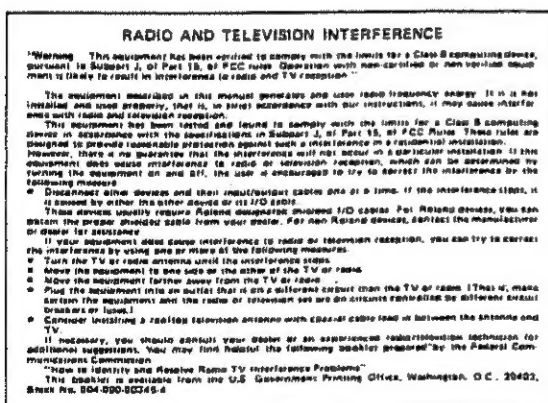 RADIO AND TELEVISION INTERFERENCE
"Warning - This equipment has been verified to comply with the limits for a Class B computing device,
pursuant to Subpart J, of Part 15, of FCC rules. Operation with non-certified or non-verified equip-
ment is likely to result in interference to radio and TV reception."
The equipment described in this manual generates and uses radio frequency energy. If it is not
installed and used properly, that is, in strict accordance with our instructions, it may cause interfer-
ence with radio and television reception.
This equipment has been tested and found to comply with the limits for a Class B computing
device in accordance with the specifications in Subpart J, of Part 15, of FCC Rules. These rules are
designed to provide reasonable protection against such a interference in a residential installation.
However, there is no guarantee that the interference will not occur in a particular installation. If this
equipment does cause interference to radio or television reception, which can be determined by
turning the equipment on and off, the user is encouraged to try to correct the interference by the
following measure:
• Disconnect other devices and their input/output cables one at a time. If the interference stops, it
is caused by either the other device or its I/O cable.
These devices usually require Roland designated shielded I/O cables. For Roland devices, you can
obtain the proper shielded cable from your dealer. For non Roland devices, contact the manufacturer
or dealer for assistance.
If your equipment does cause interference to radio or television reception, you can try to correct
the interference by using one or more of the following measures.
• Turn the TV or radio antenna until the interference stops.
• Move the equipment to one side or the other of the TV or radio.
• Move the equipment farther away from the TV or radio.
• Plug the equipment into an outlet that is on a different circuit than the TV or radio. (That is, make
certain the equipment and the radio or television set are on circuits controlled by different circuit
breakers or fuses.)
• Consider installing a rooftop television antenna with coaxial cable lead in between the antenna and
TV.
If necessary, you should consult your dealer or an experienced radio/television technician for
additional suggestions. You may find helpful the following booklet prepared by the Federal Com-
munications Commission
"How to Identify and Resolve Radio TV Interference Problems"
This booklet is available from the U.S. Government Printing Office, Washington, D.C., 20402,
Stock No. 004-000-00345-4